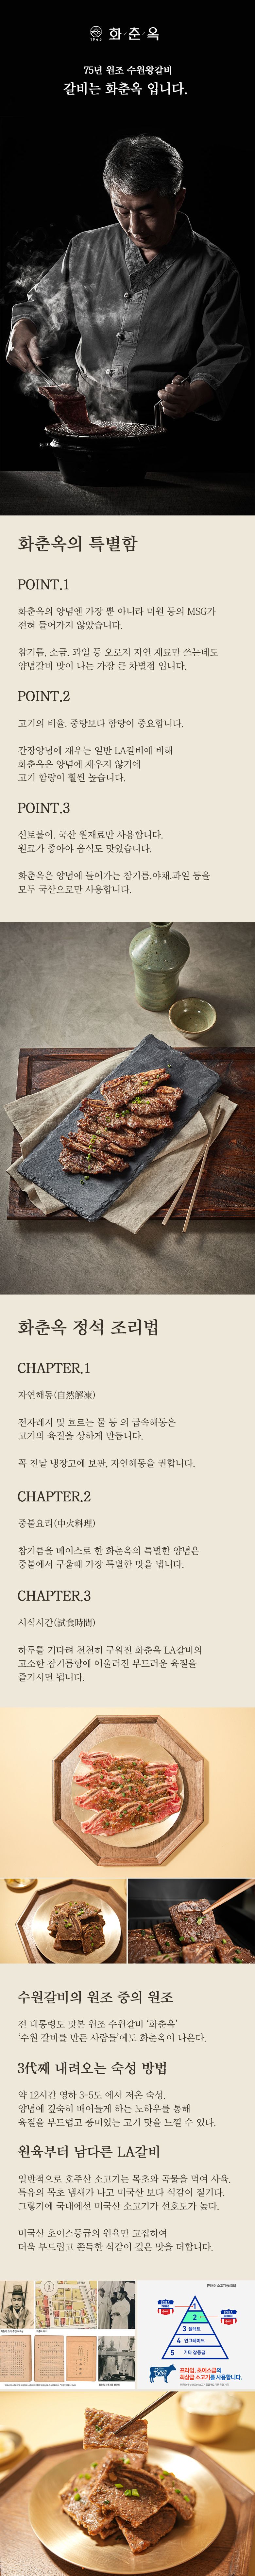 1945
화·춘·옥
75년 원조 수원왕갈비
갈비는 화춘옥 입니다.
화춘옥의 특별함
POINT.1
화춘옥의 양념엔 가장 뿐 아니라 미원 등의 MSG가
전혀 들어가지 않았습니다.
참기름, 소금, 과일 등 오로지 자연 재료만 쓰는데도
양념갈비 맛이 나는 가장 큰 차별점 입니다.
POINT.2
고기의 비율. 중량보다 함량이 중요합니다.
간장양념에 재우는 일반 LA갈비에 비해
화춘옥은 양념에 재우지 않기에
고기 함량이 훨씬 높습니다.
POINT.3
신토불이. 국산 원재료만 사용합니다.
원료가 좋아야 음식도 맛있습니다.
화춘옥은 양념에 들어가는 참기름,야채,과일 등을
모두 국산으로만 사용합니다.
화춘옥 정석 조리법
CHAPTER.1
자연해동(自然解凍)
전자레지 및 흐르는 물 등 의 급속해동은
고기의 육질을 상하게 만듭니다.
꼭 전날 냉장고에 보관, 자연해동을 권합니다.
CHAPTER.2
중불요리(中火料理)
참기름을 베이스로 한 화춘옥의 특별한 양념은
중불에서 구울때 가장 특별한 맛을 냅니다.
CHAPTER.3
시식시간(試食時間)
하루를 기다려 천천히 구워진 화춘옥 LA갈비의
고소한 참기름향에 어울러진 부드러운 육질을
즐기시면 됩니다.
수원갈비의 원조 중의 원조
전 대통령도 맛본 원조 수원갈비 '화춘옥'
'수원 갈비를 만든 사람들'에도 화춘옥이 나온다.
3代째 내려오는 숙성 방법
약 12시간 영하 3-5도 에서 저온 숙성.
양념에 깊숙히 배어들게 하는 노하우를 통해
육질을 부드럽고 풍미있는 고기 맛을 느낄 수 있다.
원육부터 남다른 LA갈비
일반적으로 호주산 소고기는 목초와 곡물을 먹여 사육.
특유의 목초 냄새가 나고 미국산 보다 식감이 질기다.
그렇기에 국내에선 미국산 소고기가 선호도가 높다.
미국산 초이스등급의 원육만 고집하여
더욱 부드럽고 쫀득한 식감이 깊은 맛을 더합니다.
1
2
3 셀렉트
4 언그레이드
5 기타 잡등급
프라임, 초이스급의
최상급 소고기를 사용합니다.